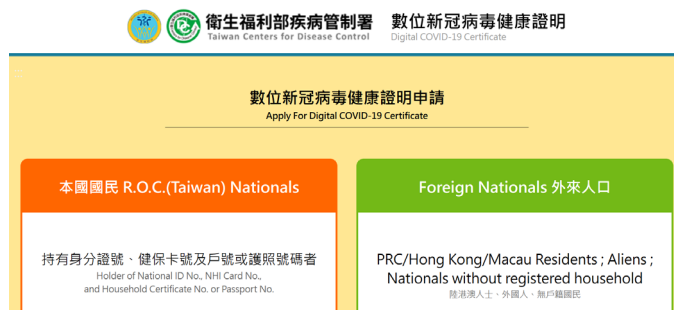 衛生福利部疾病管制署 數位新冠病毒健康證明
Taiwan Centers for Disease Control Digital COVID-19 Certificate
數位新冠病毒健康證明申請
Apply For Digital COVID-19 Certificate
本國國民 R.O.C.(Taiwan) Nationals
持有身分證號、健保卡號及戶號或護照號碼者
Holder of National ID No., NHI Card No.,
and Household Certificate No. or Passport No.
Foreign Nationals 外來人口
PRC/Hong Kong/Macau Residents ; Aliens ;
Nationals without registered household
陸港澳人士、外國人、無戶籍國民